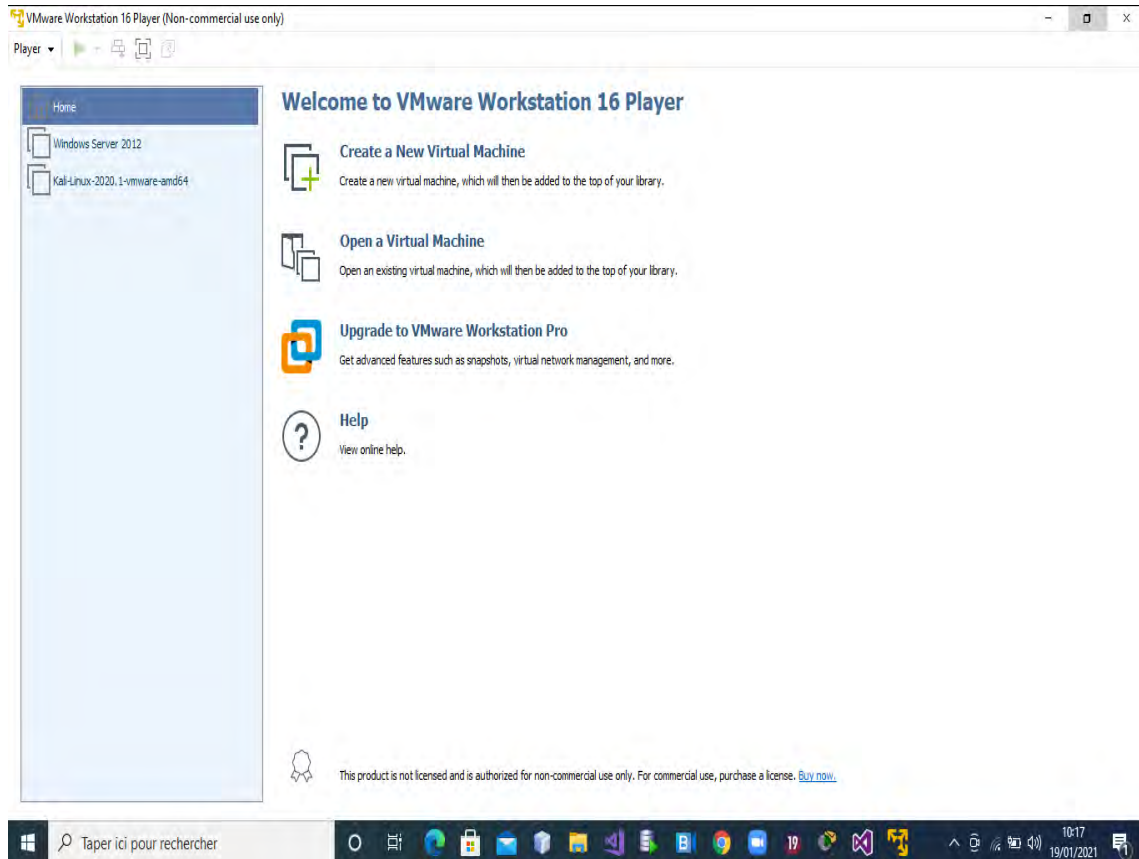 VMware Workstation 16 Player (Non-commercial use only)
Player
Home
Windows Server 2012
Kali-Linux-2020.1-vmware-amd64
Welcome to VMware Workstation 16 Player
Create a New Virtual Machine
Create a new virtual machine, which will then be added to the top of your library.
Open a Virtual Machine
Open an existing virtual machine, which will then be added to the top of your library.
Upgrade to VMware Workstation Pro
Get advanced features such as snapshots, virtual network management, and more.
Help
View online help.
This product is not licensed and is authorized for non-commercial use only. For commercial use, purchase a license. Buy now.
Taper ici pour rechercher
19
10:17
19/01/2021